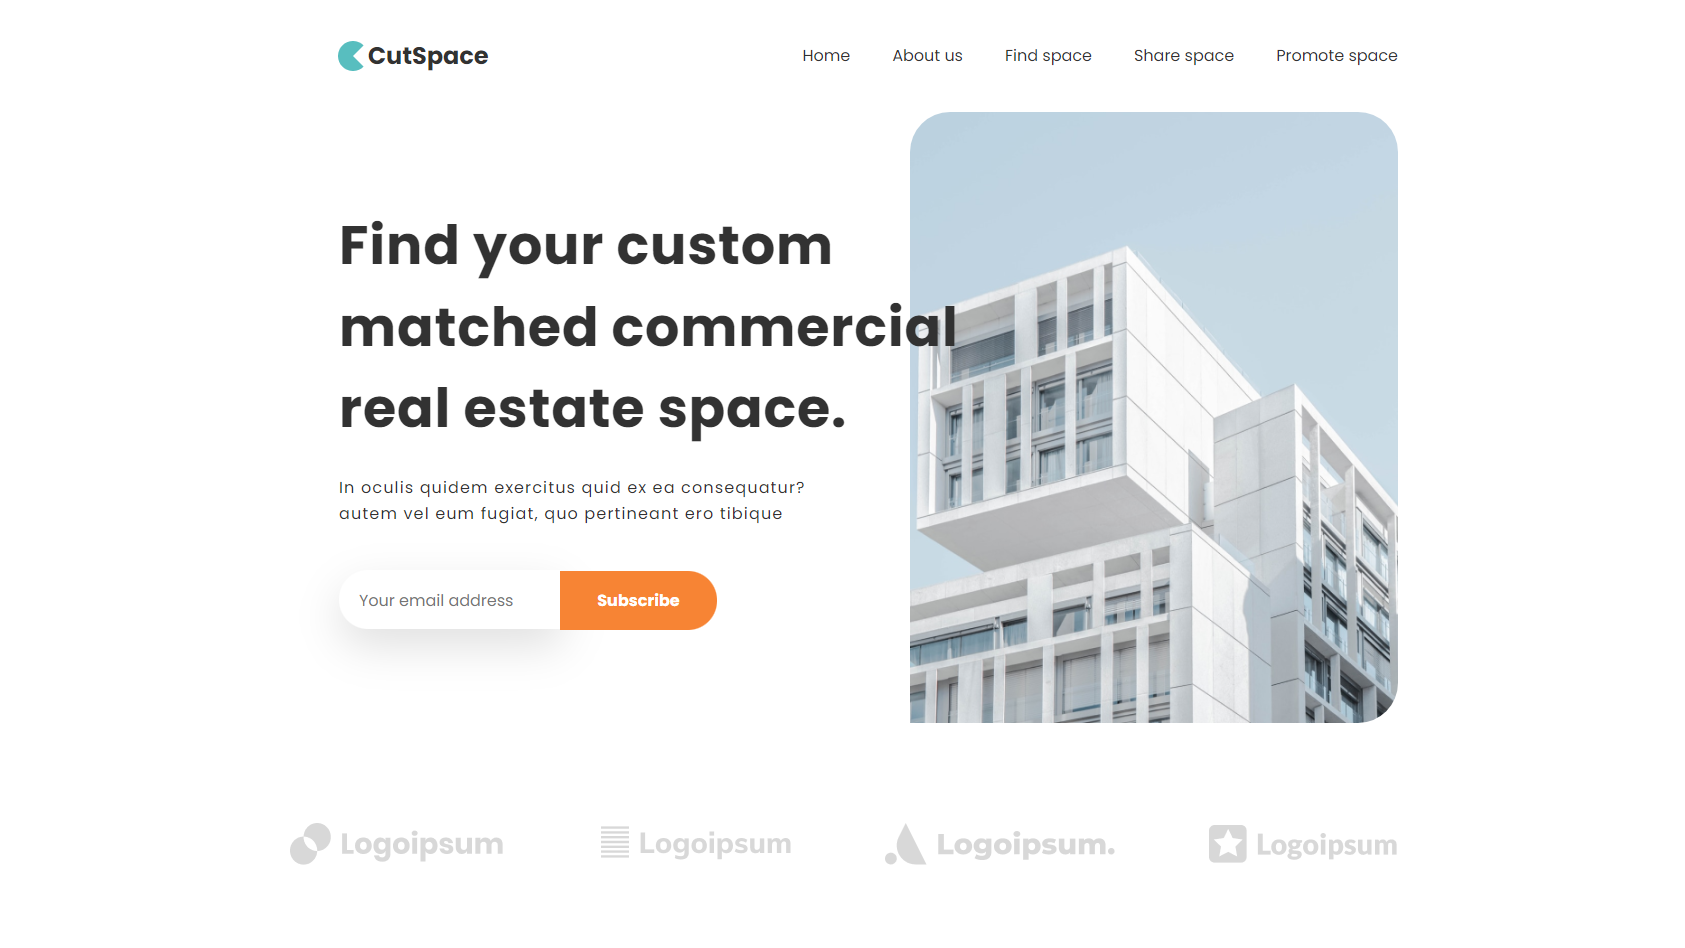 CutSpace
Home About us Find space Share space Promote space
Find your custom
matched commercial
real estate space.
In oculis quidem exercitus quid ex ea consequatur?
autem vel eum fugiat, quo pertineant ero tibique
Your email address Subscribe
Logoipsum Logoipsum Logoipsum. Logoipsum